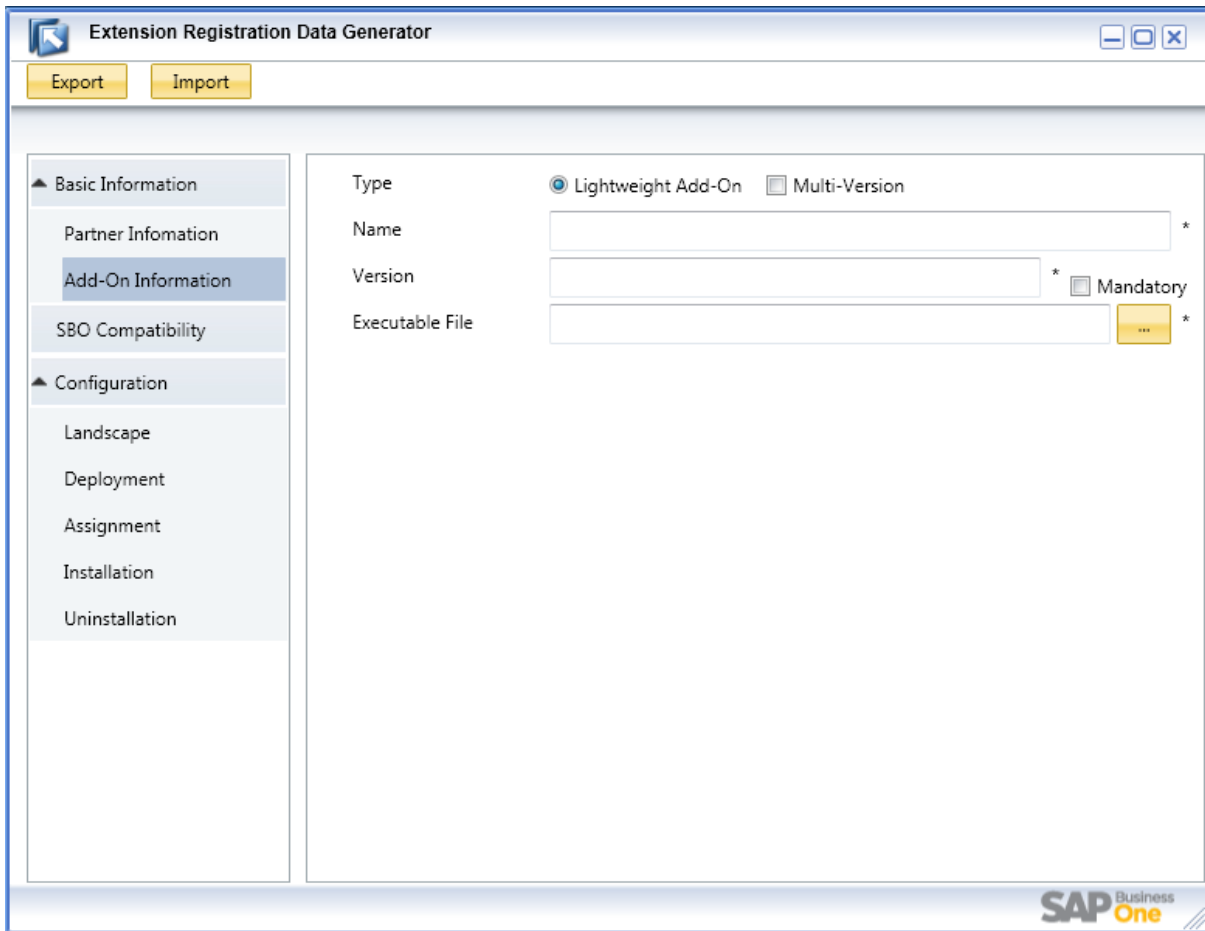 Extension Registration Data Generator
Export Import
Basic Information
Partner Infomation
Add-On Information
SBO Compatibility
Configuration
Landscape
Deployment
Assignment
Installation
Uninstallation
Type Lightweight Add-On Multi-Version
Name *
Version * Mandatory
Executable File ... *
SAP Business One